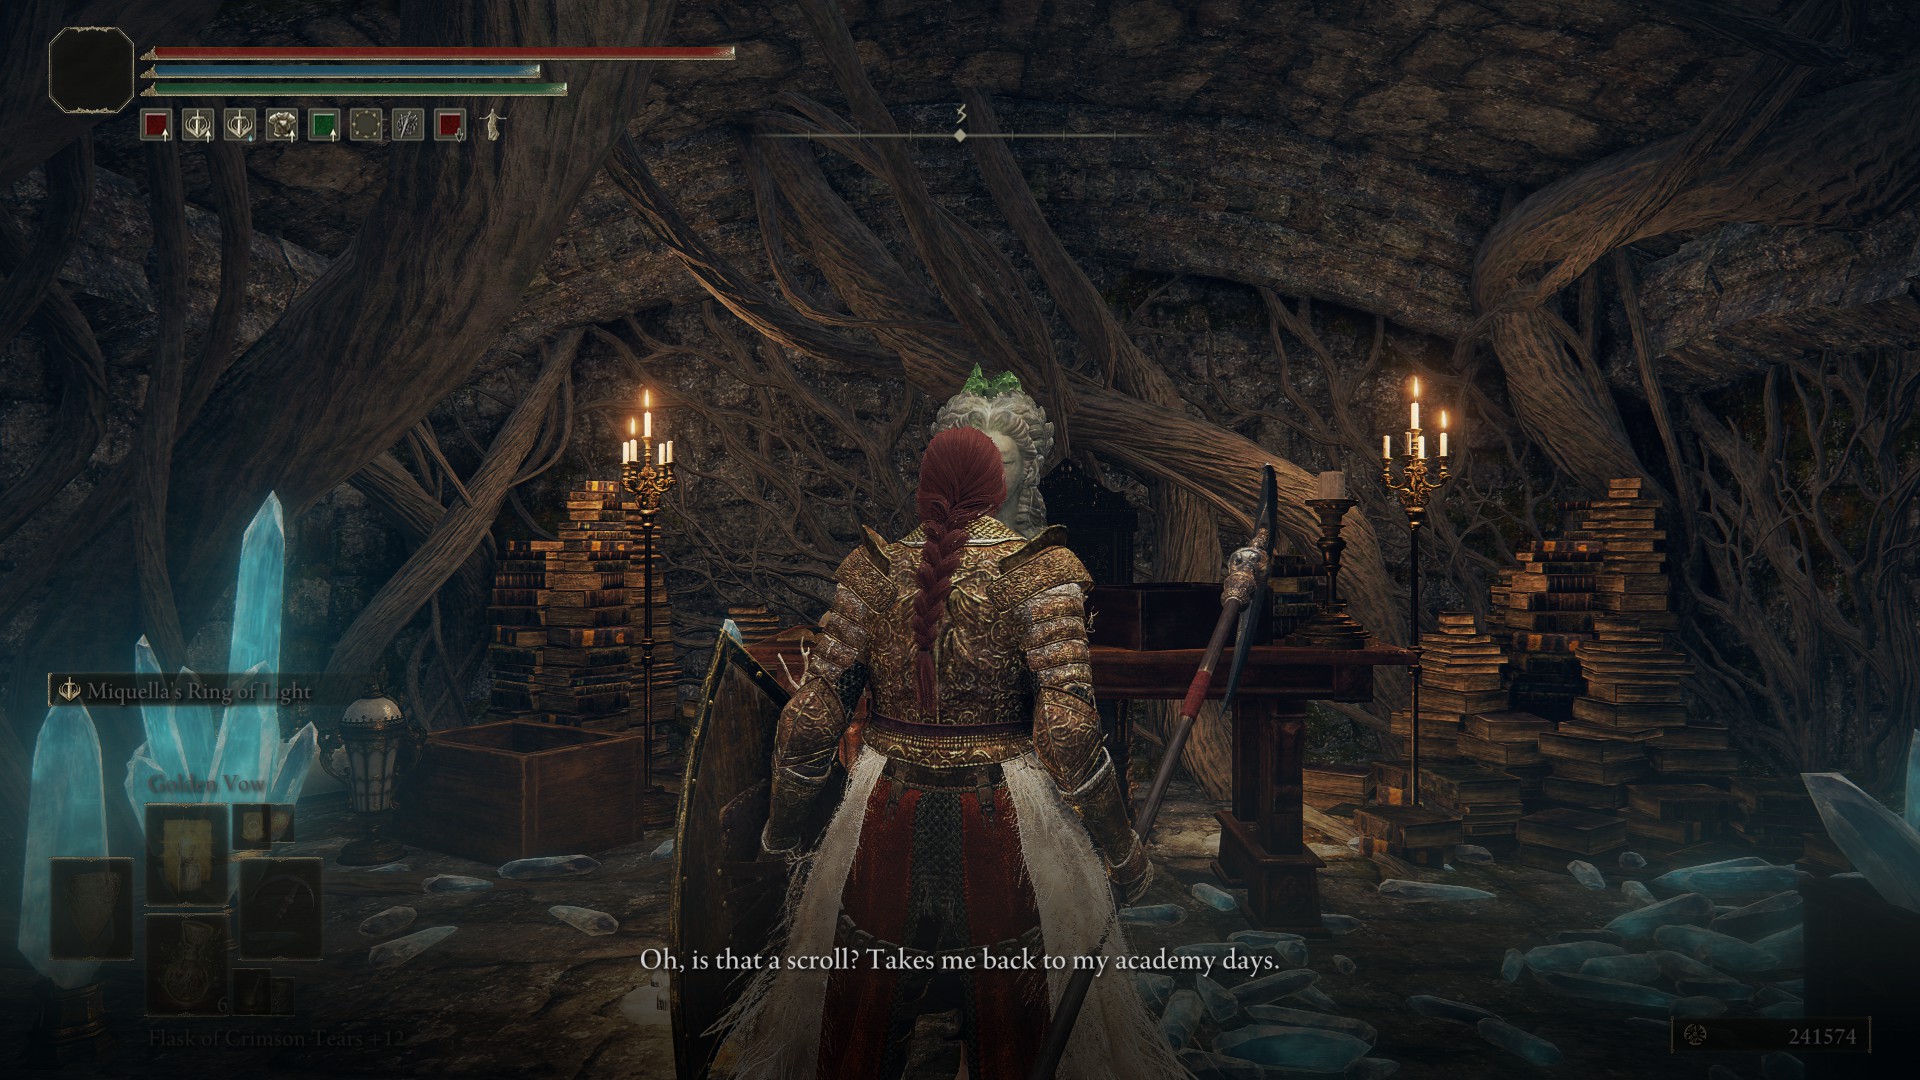 Miquella's Ring of Light
Golden Vow
6
Flask of Crimson Tears +12
Oh, is that a scroll? Takes me back to my academy days.
241574